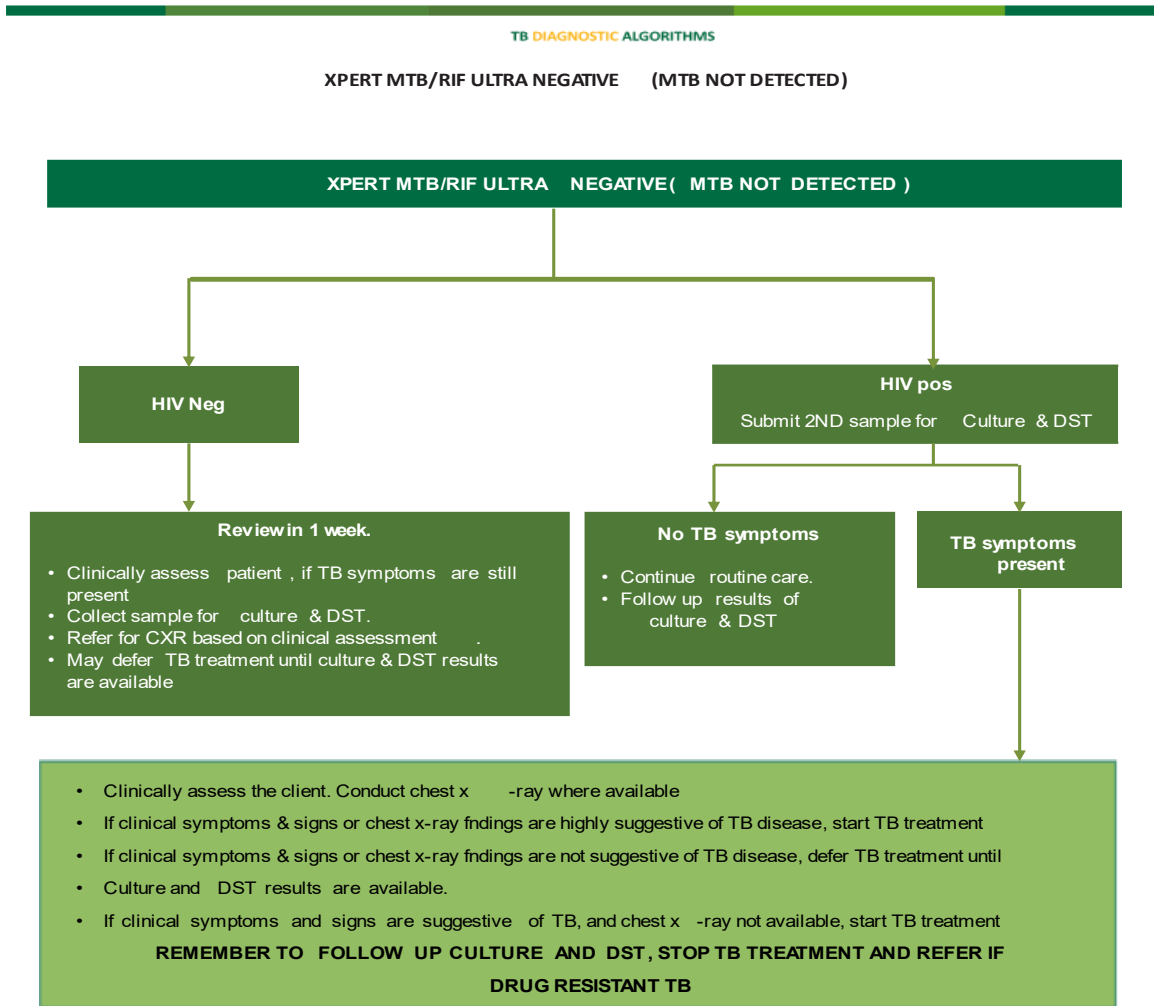 TB DIAGNOSTIC ALGORITHMS
XPERT MTB/RIF ULTRA NEGATIVE (MTB NOT DETECTED)
XPERT MTB/RIF ULTRA NEGATIVE( MTB NOT DETECTED )
HIV Neg
HIV pos
Submit 2ND sample for Culture & DST
Review in 1 week.
• Clinically assess patient , if TB symptoms are still
present
• Collect sample for culture & DST.
• Refer for CXR based on clinical assessment .
• May defer TB treatment until culture & DST results
are available
No TB symptoms
• Continue routine care.
• Follow up results of
culture & DST
TB symptoms
present
• Clinically assess the client. Conduct chest x -ray where available
• If clinical symptoms & signs or chest x-ray fndings are highly suggestive of TB disease, start TB treatment
• If clinical symptoms & signs or chest x-ray fndings are not suggestive of TB disease, defer TB treatment until
• Culture and DST results are available.
• If clinical symptoms and signs are suggestive of TB, and chest x -ray not available, start TB treatment
REMEMBER TO FOLLOW UP CULTURE AND DST, STOP TB TREATMENT AND REFER IF
DRUG RESISTANT TB